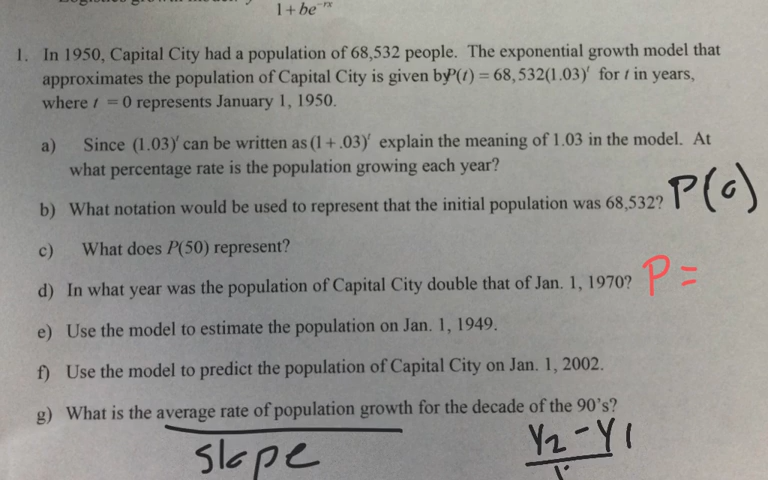 1 + be⁻ʳˣ
1. In 1950, Capital City had a population of 68,532 people. The exponential growth model that
approximates the population of Capital City is given by P(t) = 68,532(1.03)ᵗ for t in years,
where t = 0 represents January 1, 1950.
a) Since (1.03)ᵗ can be written as (1 + .03)ᵗ explain the meaning of 1.03 in the model. At
what percentage rate is the population growing each year?
b) What notation would be used to represent that the initial population was 68,532? P(0)
c) What does P(50) represent?
d) In what year was the population of Capital City double that of Jan. 1, 1970? P =
e) Use the model to estimate the population on Jan. 1, 1949.
f) Use the model to predict the population of Capital City on Jan. 1, 2002.
g) What is the average rate of population growth for the decade of the 90's?
slope Y2 - Y1